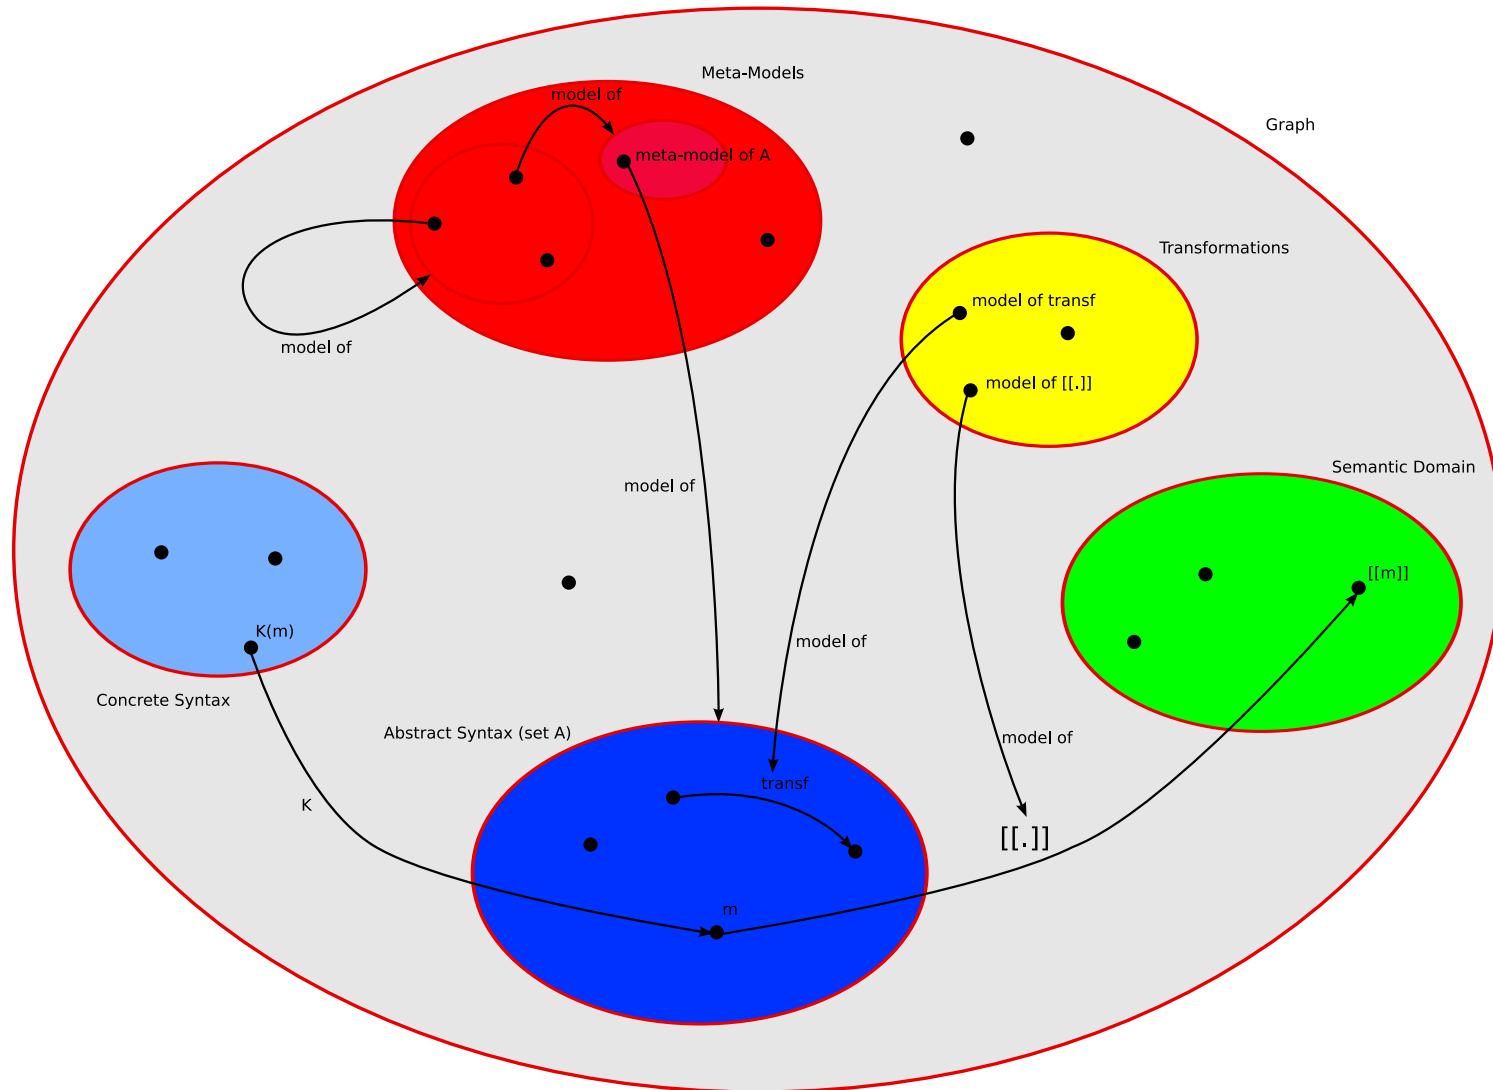 Meta-Models
model of
Graph
meta-model of A
Transformations
model of transf
model of
model of [[.]]
Semantic Domain
model of
[[m]]
K(m)
model of
Concrete Syntax
Abstract Syntax (set A)
model of
transf
K
[[.]]
m